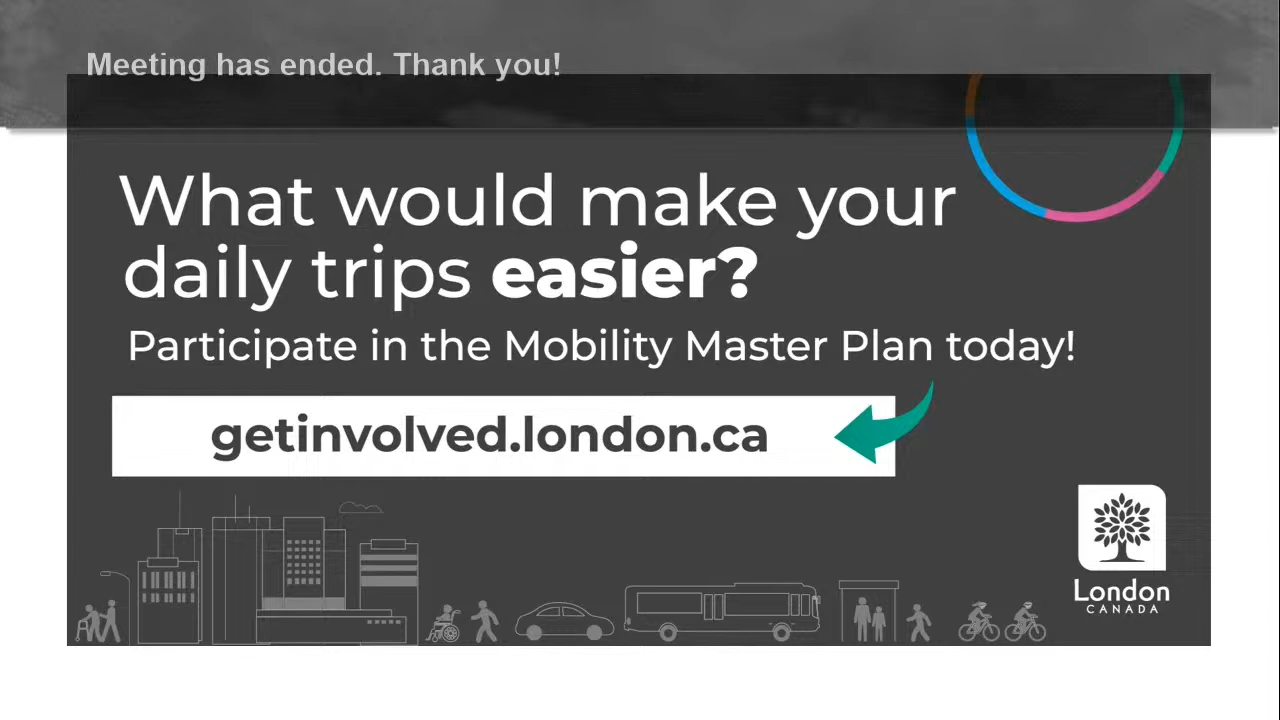 Meeting has ended. Thank you!
What would make your
daily trips easier?
Participate in the Mobility Master Plan today!
getinvolved.london.ca
London
CANADA